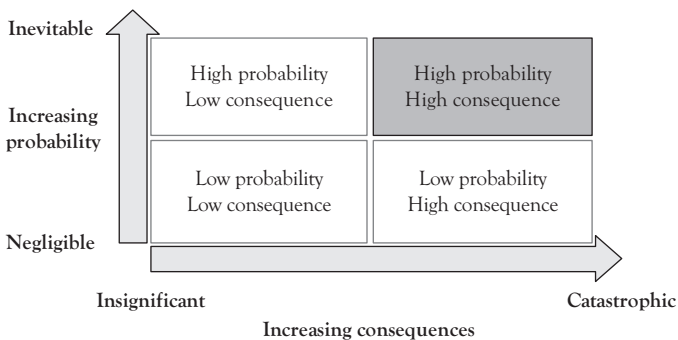 Inevitable
High probability
Low consequence
High probability
High consequence
Increasing
probability
Low probability
Low consequence
Low probability
High consequence
Negligible
Insignificant
Catastrophic
Increasing consequences